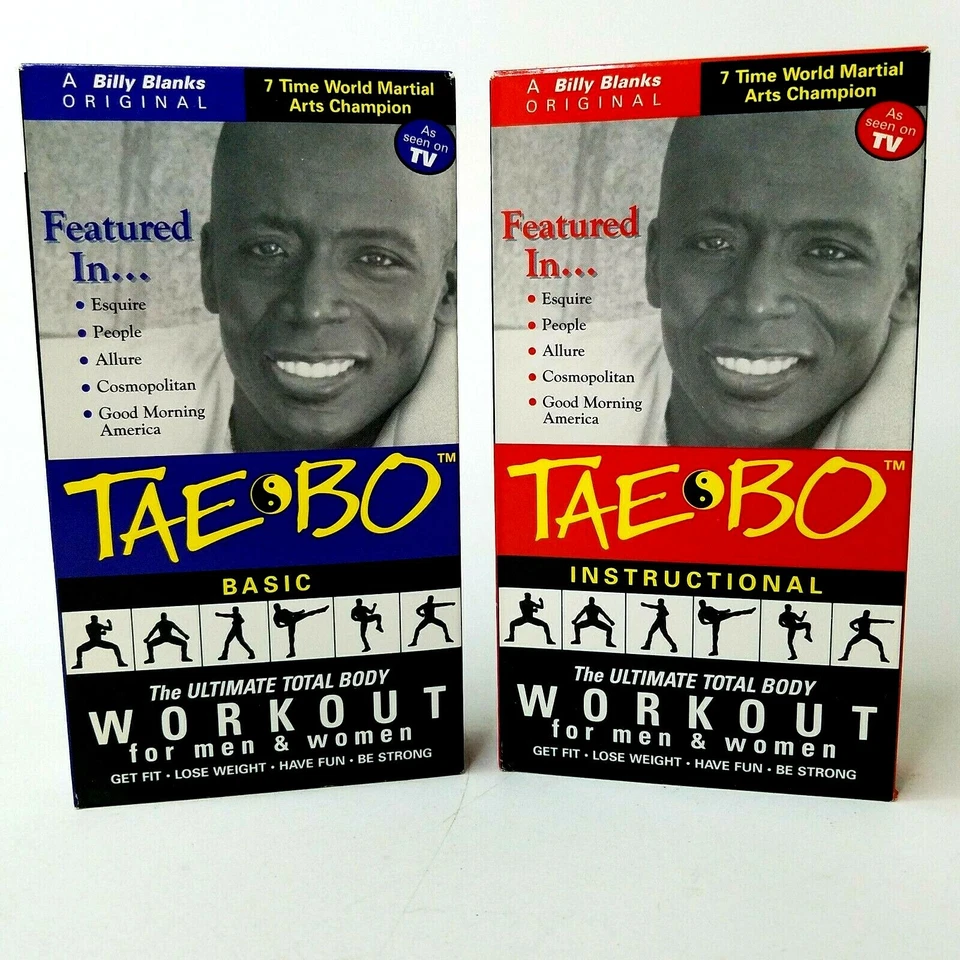 A Billy Blanks
ORIGINAL
7 Time World Martial
Arts Champion
As
seen on
TV
Featured
In...
• Esquire
• People
• Allure
• Cosmopolitan
• Good Morning
America
TAE BO™
BASIC
The ULTIMATE TOTAL BODY
WORKOUT
for men & women
GET FIT • LOSE WEIGHT • HAVE FUN • BE STRONG
A Billy Blanks
ORIGINAL
7 Time World Martial
Arts Champion
As
seen on
TV
Featured
In...
• Esquire
• People
• Allure
• Cosmopolitan
• Good Morning
America
TAE BO™
INSTRUCTIONAL
The ULTIMATE TOTAL BODY
WORKOUT
for men & women
GET FIT • LOSE WEIGHT • HAVE FUN • BE STRONG